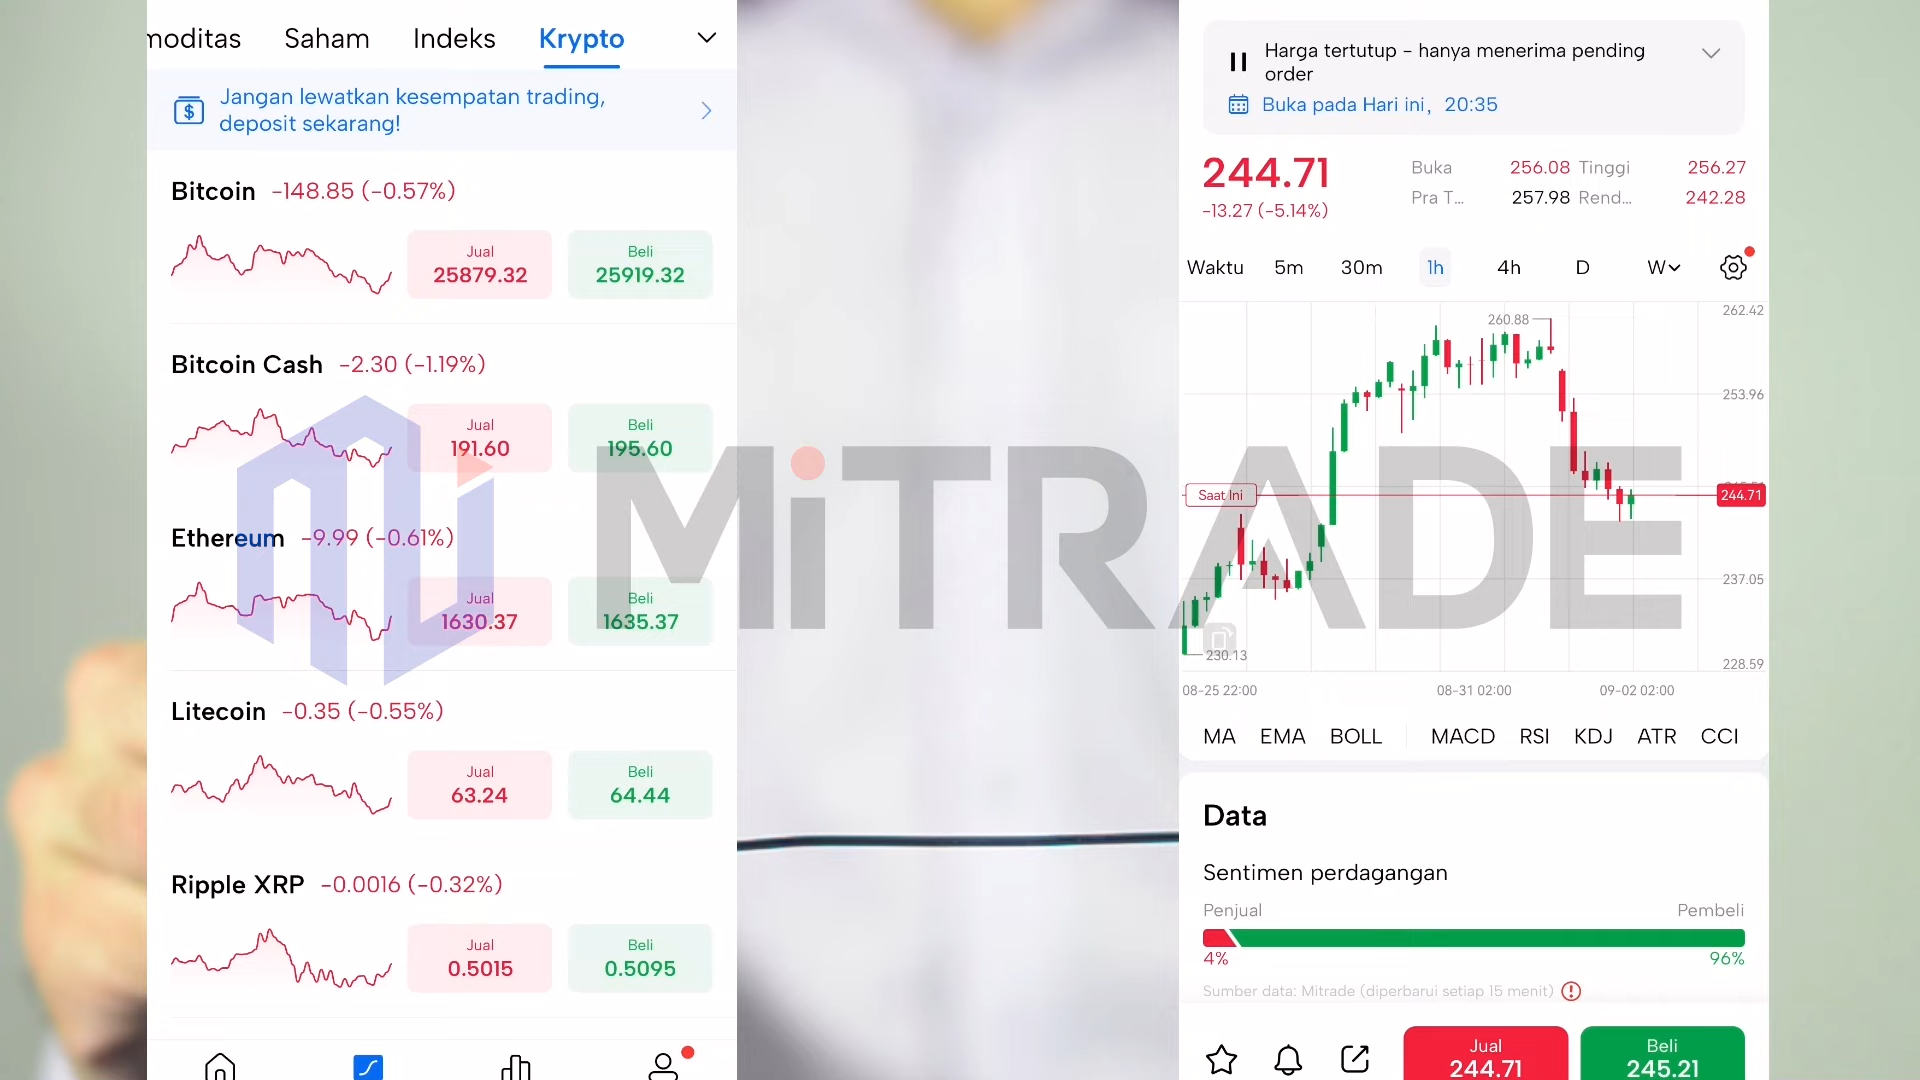 moditas Saham Indeks Krypto
Jangan lewatkan kesempatan trading,
deposit sekarang!
Bitcoin -148.85 (-0.57%)
Jual Beli
25879.32 25919.32
Bitcoin Cash -2.30 (-1.19%)
Jual Beli
191.60 195.60
Ethereum -9.99 (-0.61%)
Jual Beli
1630.37 1635.37
Litecoin -0.35 (-0.55%)
Jual Beli
63.24 64.44
Ripple XRP -0.0016 (-0.32%)
Jual Beli
0.5015 0.5095
MiTRADE
Harga tertutup - hanya menerima pending
order
Buka pada Hari ini, 20:35
244.71
-13.27 (-5.14%)
Buka 256.08 Tinggi 256.27
Pra T... 257.98 Rend... 242.28
Waktu 5m 30m 1h 4h D W
262.42
260.88
253.96
Saat Ini 244.71
237.05
230.13
228.59
08-25 22:00 08-31 02:00 09-02 02:00
MA EMA BOLL MACD RSI KDJ ATR CCI
Data
Sentimen perdagangan
Penjual Pembeli
4% 96%
Sumber data: Mitrade (diperbarui setiap 15 menit)
Jual Beli
244.71 245.21